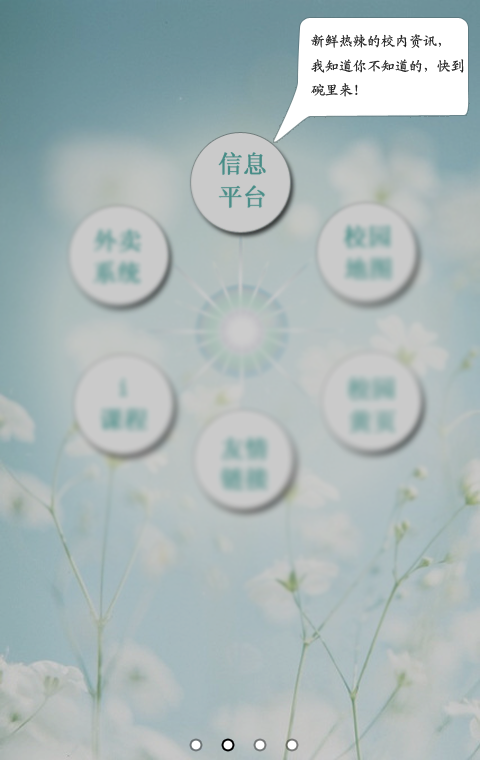 新鲜热辣的校内资讯，
我知道你不知道的，快到
碗里来！
信息
平台
外卖
系统
校园
地图
i
课程
校园
黄页
友情
链接